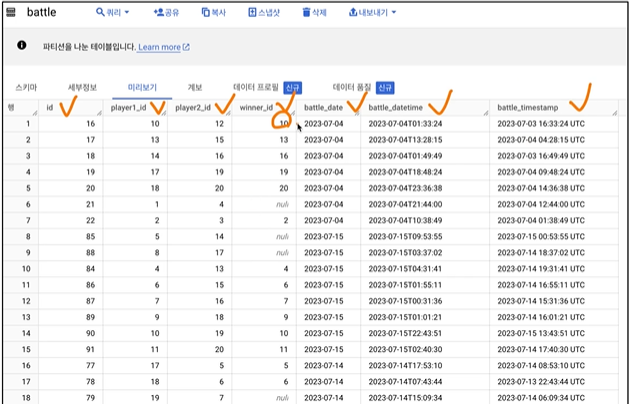 battle 쿼리 공유 복사 스냅샷 삭제 내보내기
파티션을 나눈 테이블입니다. Learn more
스키마 세부정보 미리보기 계보 데이터 프로필 신규 데이터 품질 신규
행 id player1_id player2_id winner_id battle_date battle_datetime battle_timestamp
1 16 10 12 10 2023-07-04 2023-07-04T01:33:24 2023-07-03 16:33:24 UTC
2 17 13 15 13 2023-07-04 2023-07-04T13:28:15 2023-07-04 04:28:15 UTC
3 18 14 16 16 2023-07-04 2023-07-04T01:49:49 2023-07-03 16:49:49 UTC
4 19 17 19 19 2023-07-04 2023-07-04T18:48:24 2023-07-04 09:48:24 UTC
5 20 18 20 20 2023-07-04 2023-07-04T23:36:38 2023-07-04 14:36:38 UTC
6 21 1 4 null 2023-07-04 2023-07-04T21:44:00 2023-07-04 12:44:00 UTC
7 22 2 3 2 2023-07-04 2023-07-04T10:38:49 2023-07-04 01:38:49 UTC
8 85 5 14 null 2023-07-15 2023-07-15T09:53:55 2023-07-15 00:53:55 UTC
9 88 8 17 null 2023-07-15 2023-07-15T03:37:02 2023-07-14 18:37:02 UTC
10 84 4 13 4 2023-07-15 2023-07-15T04:31:41 2023-07-14 19:31:41 UTC
11 86 6 15 6 2023-07-15 2023-07-15T01:55:11 2023-07-14 16:55:11 UTC
12 87 7 16 7 2023-07-15 2023-07-15T00:31:36 2023-07-14 15:31:36 UTC
13 89 9 18 9 2023-07-15 2023-07-15T01:01:21 2023-07-14 16:01:21 UTC
14 90 10 19 10 2023-07-15 2023-07-15T22:43:51 2023-07-15 13:43:51 UTC
15 91 11 20 11 2023-07-15 2023-07-15T02:40:30 2023-07-14 17:40:30 UTC
16 77 17 5 5 2023-07-14 2023-07-14T17:53:10 2023-07-14 08:53:10 UTC
17 78 18 6 6 2023-07-14 2023-07-14T07:43:44 2023-07-13 22:43:44 UTC
18 79 19 7 null 2023-07-14 2023-07-14T15:09:34 2023-07-14 06:09:34 UTC